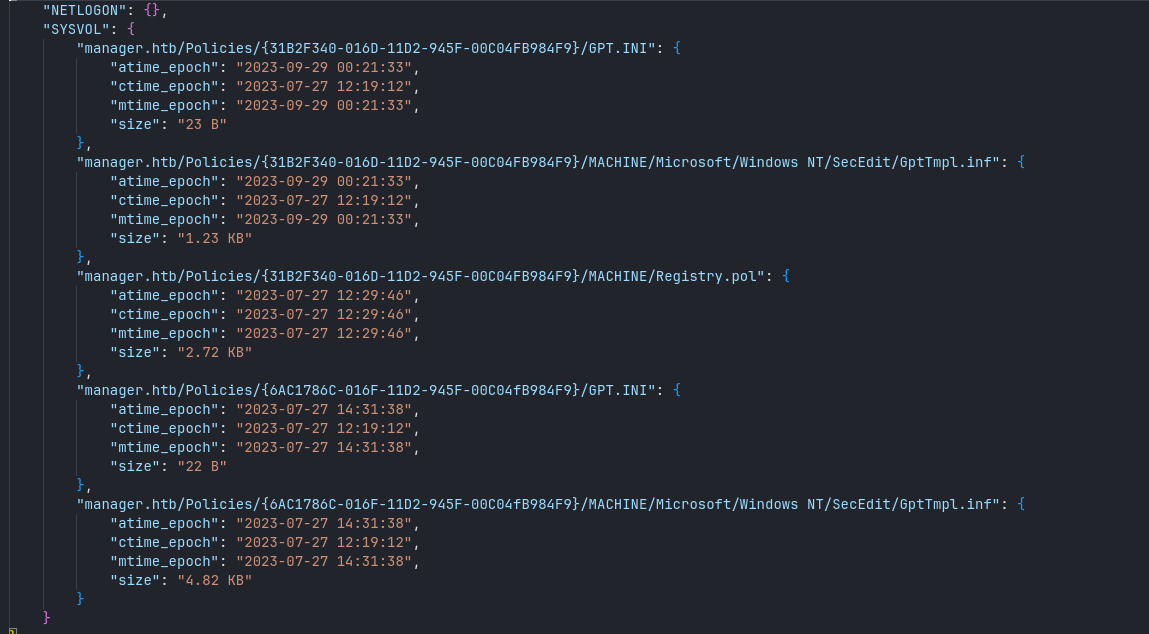 "NETLOGON": {},
"SYSVOL": {
"manager.htb/Policies/{31B2F340-016D-11D2-945F-00C04FB984F9}/GPT.INI": {
"atime_epoch": "2023-09-29 00:21:33",
"ctime_epoch": "2023-07-27 12:19:12",
"mtime_epoch": "2023-09-29 00:21:33",
"size": "23 B"
},
"manager.htb/Policies/{31B2F340-016D-11D2-945F-00C04FB984F9}/MACHINE/Microsoft/Windows NT/SecEdit/GptTmpl.inf": {
"atime_epoch": "2023-09-29 00:21:33",
"ctime_epoch": "2023-07-27 12:19:12",
"mtime_epoch": "2023-09-29 00:21:33",
"size": "1.23 KB"
},
"manager.htb/Policies/{31B2F340-016D-11D2-945F-00C04FB984F9}/MACHINE/Registry.pol": {
"atime_epoch": "2023-07-27 12:29:46",
"ctime_epoch": "2023-07-27 12:29:46",
"mtime_epoch": "2023-07-27 12:29:46",
"size": "2.72 KB"
},
"manager.htb/Policies/{6AC1786C-016F-11D2-945F-00C04fB984F9}/GPT.INI": {
"atime_epoch": "2023-07-27 14:31:38",
"ctime_epoch": "2023-07-27 12:19:12",
"mtime_epoch": "2023-07-27 14:31:38",
"size": "22 B"
},
"manager.htb/Policies/{6AC1786C-016F-11D2-945F-00C04fB984F9}/MACHINE/Microsoft/Windows NT/SecEdit/GptTmpl.inf": {
"atime_epoch": "2023-07-27 14:31:38",
"ctime_epoch": "2023-07-27 12:19:12",
"mtime_epoch": "2023-07-27 14:31:38",
"size": "4.82 KB"
}
}